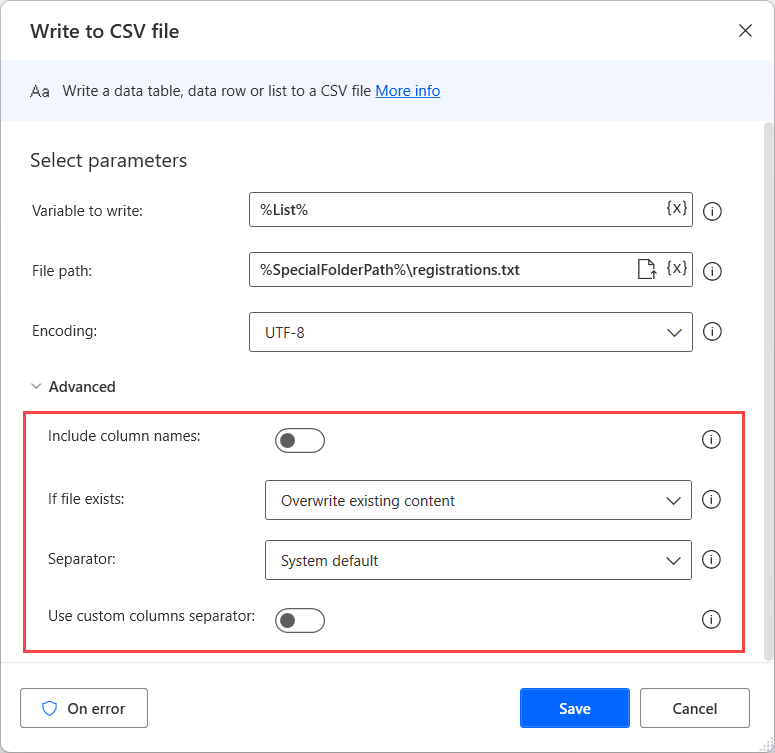 Write to CSV file
Aa Write a data table, data row or list to a CSV file More info
Select parameters
Variable to write: %List% {x}
File path: %SpecialFolderPath%\registrations.txt {x}
Encoding: UTF-8
Advanced
Include column names:
If file exists: Overwrite existing content
Separator: System default
Use custom columns separator:
On error Save Cancel